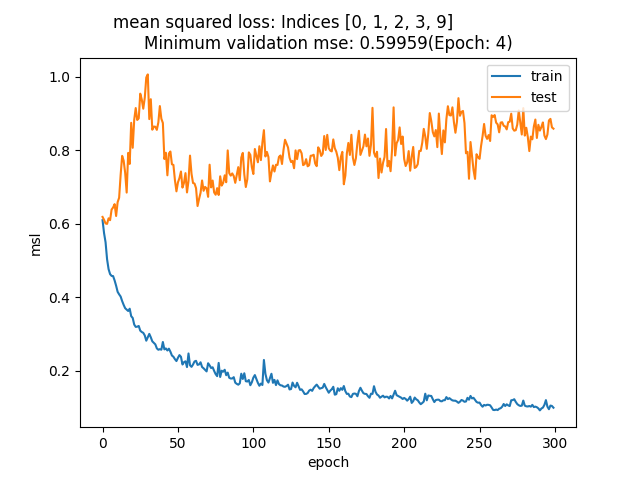 mean squared loss: Indices [0, 1, 2, 3, 9]
Minimum validation mse: 0.59959(Epoch: 4)
train
test
1.0
0.8
0.6
0.4
0.2
msl
0 50 100 150 200 250 300
epoch